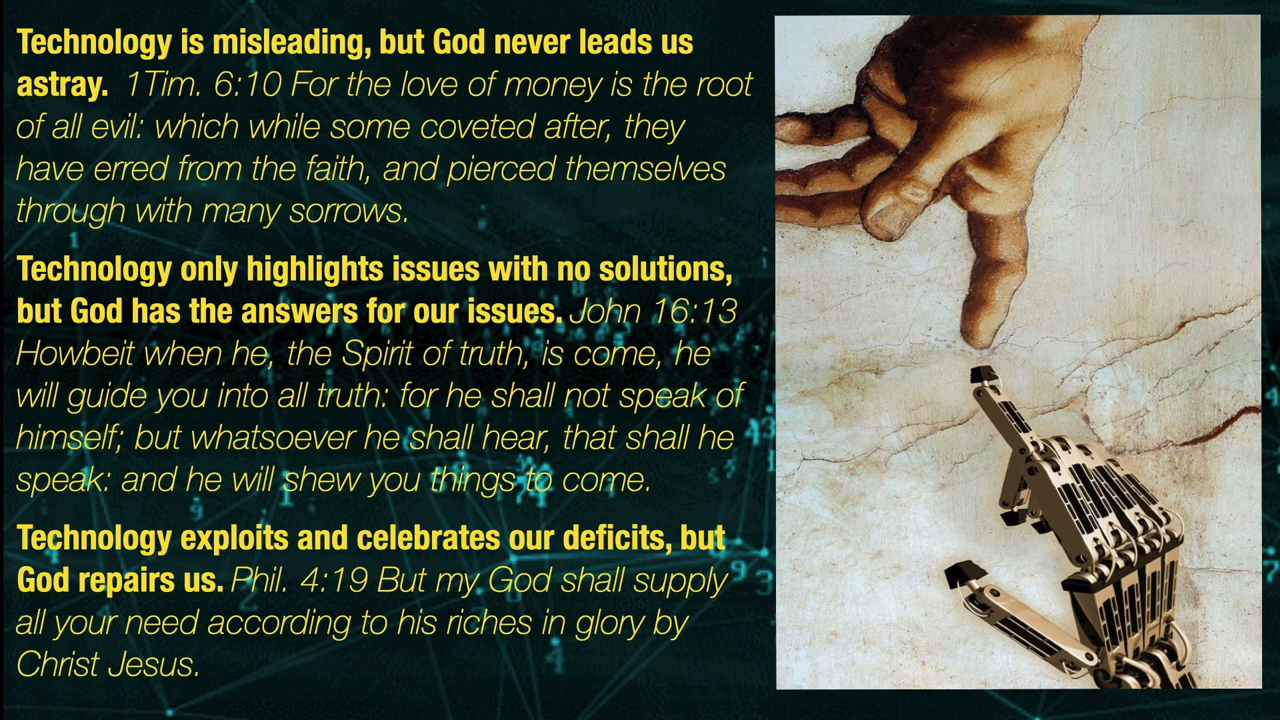 Technology is misleading, but God never leads us
astray. 1Tim. 6:10 For the love of money is the root
of all evil: which while some coveted after, they
have erred from the faith, and pierced themselves
through with many sorrows.
Technology only highlights issues with no solutions,
but God has the answers for our issues. John 16:13
Howbeit when he, the Spirit of truth, is come, he
will guide you into all truth: for he shall not speak of
himself; but whatsoever he shall hear, that shall he
speak: and he will shew you things to come.
Technology exploits and celebrates our deficits, but
God repairs us. Phil. 4:19 But my God shall supply
all your need according to his riches in glory by
Christ Jesus.